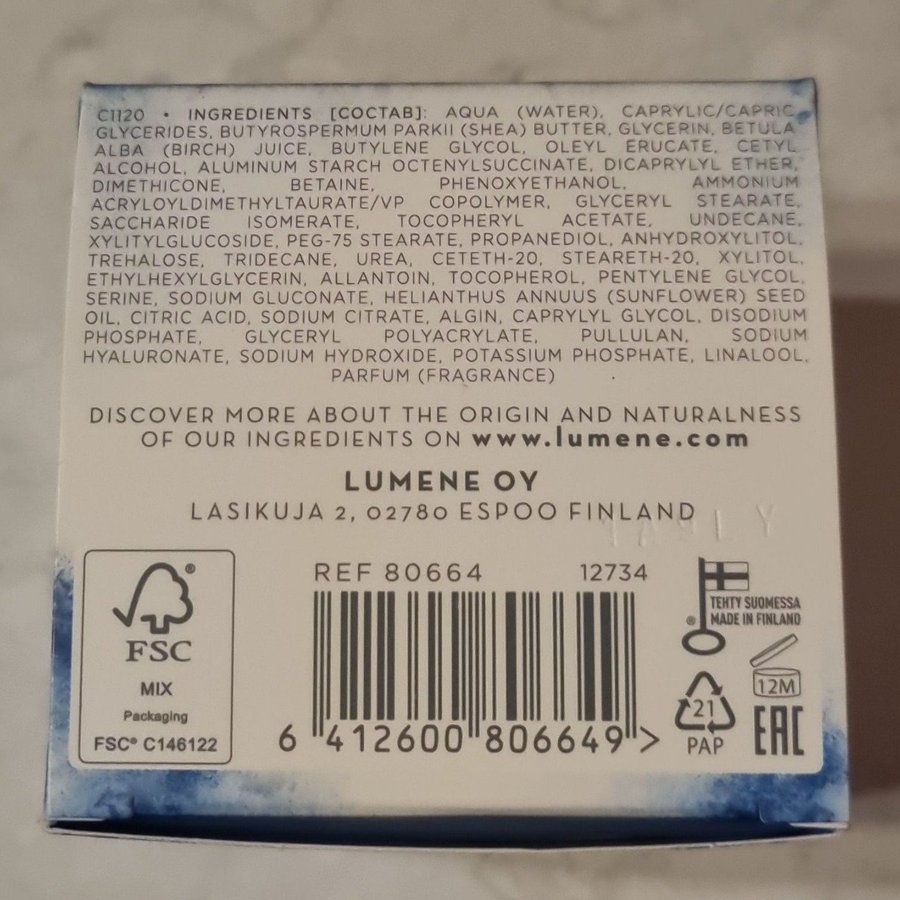 C1120 • INGREDIENTS [СОСТАВ]: AQUA (WATER), CAPRYLIC/CAPRIC
GLYCERIDES, BUTYROSPERMUM PARKII (SHEA) BUTTER, GLYCERIN, BETULA
ALBA (BIRCH) JUICE, BUTYLENE GLYCOL, OLEYL ERUCATE, CETYL
ALCOHOL, ALUMINUM STARCH OCTENYLSUCCINATE, DICAPRYLYL ETHER,
DIMETHICONE, BETAINE, PHENOXYETHANOL, AMMONIUM
ACRYLOYLDIMETHYLTAURATE/VP COPOLYMER, GLYCERYL STEARATE,
SACCHARIDE ISOMERATE, TOCOPHERYL ACETATE, UNDECANE,
XYLITYLGLUCOSIDE, PEG-75 STEARATE, PROPANEDIOL, ANHYDROXYLITOL,
TREHALOSE, TRIDECANE, UREA, CETETH-20, STEARETH-20, XYLITOL,
ETHYLHEXYLGLYCERIN, ALLANTOIN, TOCOPHEROL, PENTYLENE GLYCOL,
SERINE, SODIUM GLUCONATE, HELIANTHUS ANNUUS (SUNFLOWER) SEED
OIL, CITRIC ACID, SODIUM CITRATE, ALGIN, CAPRYLYL GLYCOL, DISODIUM
PHOSPHATE, GLYCERYL POLYACRYLATE, PULLULAN, SODIUM
HYALURONATE, SODIUM HYDROXIDE, POTASSIUM PHOSPHATE, LINALOOL,
PARFUM (FRAGRANCE)
DISCOVER MORE ABOUT THE ORIGIN AND NATURALNESS
OF OUR INGREDIENTS ON www.lumene.com
LUMENE OY
LASIKUJA 2, 02780 ESPOO FINLAND
FSC
MIX
Packaging
FSC® C146122
REF 80664 12734
6 412600 806649 >
TEHTY SUOMESSA
® MADE IN FINLAND
12M
21
PAP
EAC